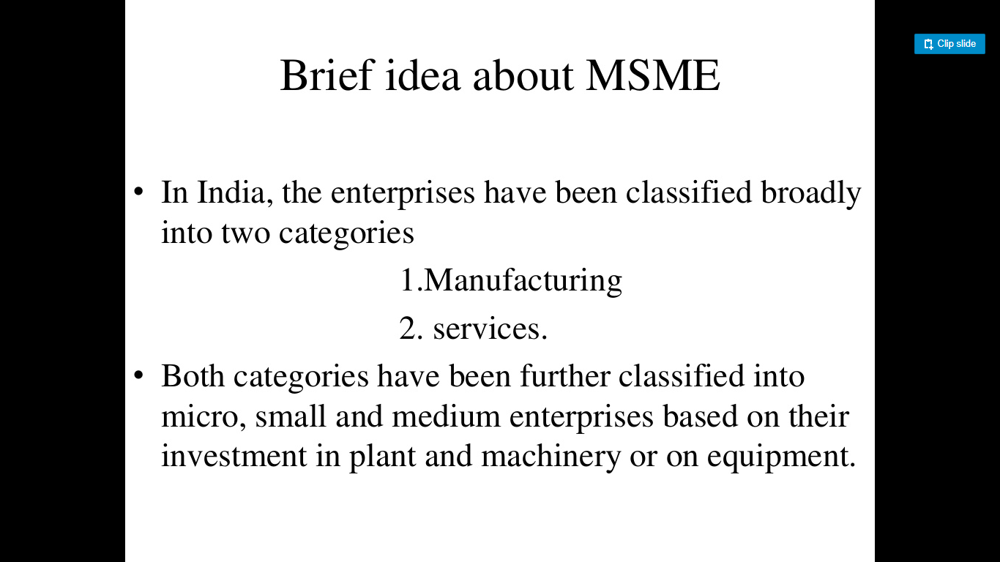 Clip slide
Brief idea about MSME
• In India, the enterprises have been classified broadly
into two categories
1.Manufacturing
2. services.
• Both categories have been further classified into
micro, small and medium enterprises based on their
investment in plant and machinery or on equipment.